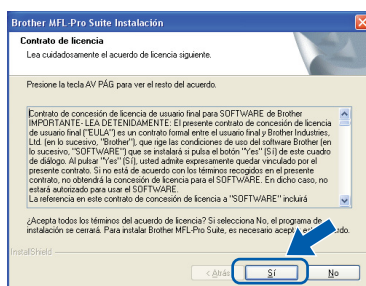 Brother MFL-Pro Suite Instalación
Contrato de licencia
Lea cuidadosamente el acuerdo de licencia siguiente.
Presione la tecla AV PÁG para ver el resto del acuerdo.
Contrato de concesión de licencia de usuario final para SOFTWARE de Brother
IMPORTANTE- LEA DETENIDAMENTE: El presente contrato de concesión de licencia
de usuario final ("EULA") es un contrato formal entre el usuario final y Brother Industries,
Ltd. (en lo sucesivo, "Brother"), que rige las condiciones de uso del software Brother (en
lo sucesivo, "SOFTWARE") que se instalará si pulsa el botón "Yes" (Sí) de este cuadro
de diálogo. Al pulsar "Yes" (Sí), usted admite expresamente quedar vinculado por el
presente contrato. Si no está de acuerdo con los términos recogidos en el presente
contrato, no obtendrá la concesión de licencia para el SOFTWARE. En dicho caso, no
estará autorizado para usar el SOFTWARE.
La referencia en este contrato de concesión de licencia a "SOFTWARE" incluirá
¿Acepta todos los términos del acuerdo de licencia? Si selecciona No, el programa de
instalación se cerrará. Para instalar Brother MFL-Pro Suite, es necesario
InstallShield
< Atrás Sí No